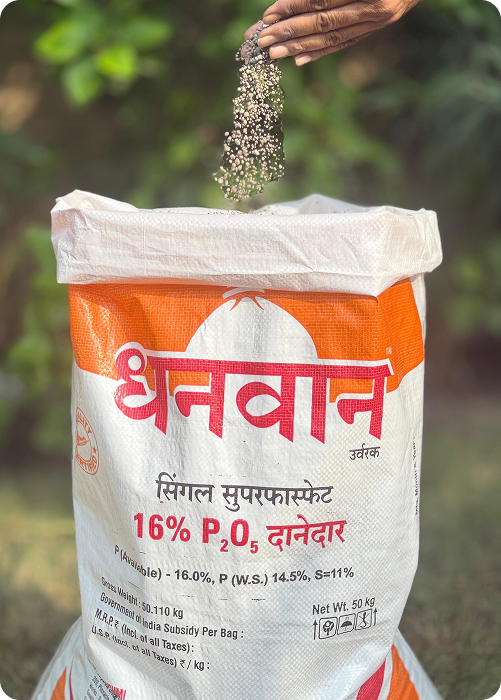 धनवान
TM
उर्वरक
सिंगल सुपरफास्फेट
16% P₂O₅ दानेदार
P (Available) - 16.0%, P (W.S.) 14.5%, S=11%
Gross Weight : 50.110 kg
Government of India Subsidy Per Bag :
M.R.P.₹ (Incl. of all Taxes):
U.S.P. (Incl. of all Taxes) ₹ / kg :
Net Wt. 50 kg